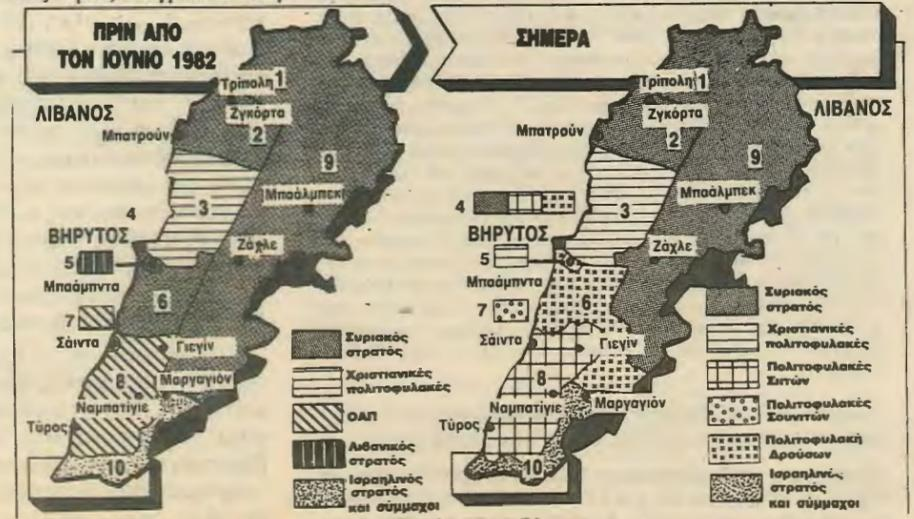 ΠΡΙΝ ΑΠΟ
ΤΟΝ ΙΟΥΝΙΟ 1982
ΛΙΒΑΝΟΣ
Τρίπολη 1
Ζγκόρτα
2
Μπατρούν
9
3
Μπαάλμπεκ
4
ΒΗΡΥΤΟΣ
Ζάχλε
5
Μπαάμπντα
6
7
Σάιντα
Γιεγίν
8
Μαργαγιόν
Ναμπατίγιε
Τύρος
10
Συριακός
στρατός
Χριστιανικές
πολιτοφυλακές
ΟΑΠ
Λιβανικός
στρατός
Ισραηλινός
στρατός
και σύμμαχοι
ΣΗΜΕΡΑ
ΛΙΒΑΝΟΣ
Τρίπολη 1
Ζγκόρτα
2
Μπατρούν
9
3
Μπαάλμπεκ
4
ΒΗΡΥΤΟΣ
Ζάχλε
5
Μπαάμπντα
6
7
Σάιντα
Γιεγίν
8
Μαργαγιόν
Ναμπατίγιε
Τύρος
10
Συριακός
στρατός
Χριστιανικές
πολιτοφυλακές
Πολιτοφυλακές
Σιιτών
Πολιτοφυλακές
Σουνιτών
Πολιτοφυλακή
Δρούσων
Ισραηλινός
στρατός
και σύμμαχοι